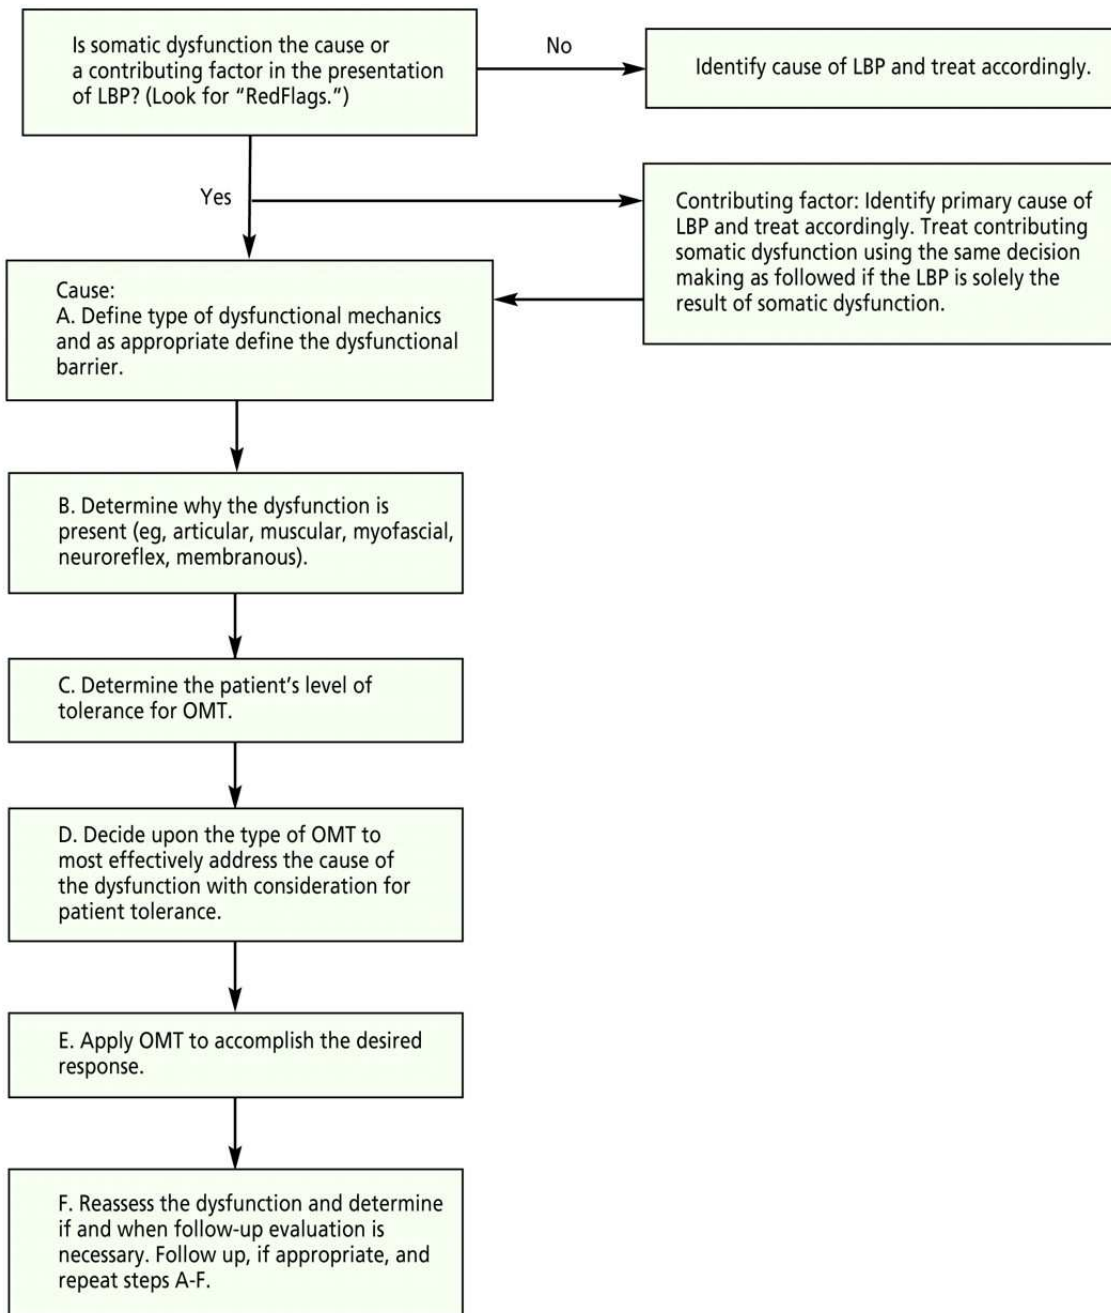 Is somatic dysfunction the cause or
a contributing factor in the presentation
of LBP? (Look for “RedFlags.”)
No
Identify cause of LBP and treat accordingly.
Yes
Contributing factor: Identify primary cause of
LBP and treat accordingly. Treat contributing
somatic dysfunction using the same decision
making as followed if the LBP is solely the
result of somatic dysfunction.
Cause:
A. Define type of dysfunctional mechanics
and as appropriate define the dysfunctional
barrier.
B. Determine why the dysfunction is
present (eg, articular, muscular, myofascial,
neuroreflex, membranous).
C. Determine the patient’s level of
tolerance for OMT.
D. Decide upon the type of OMT to
most effectively address the cause of
the dysfunction with consideration for
patient tolerance.
E. Apply OMT to accomplish the desired
response.
F. Reassess the dysfunction and determine
if and when follow-up evaluation is
necessary. Follow up, if appropriate, and
repeat steps A-F.